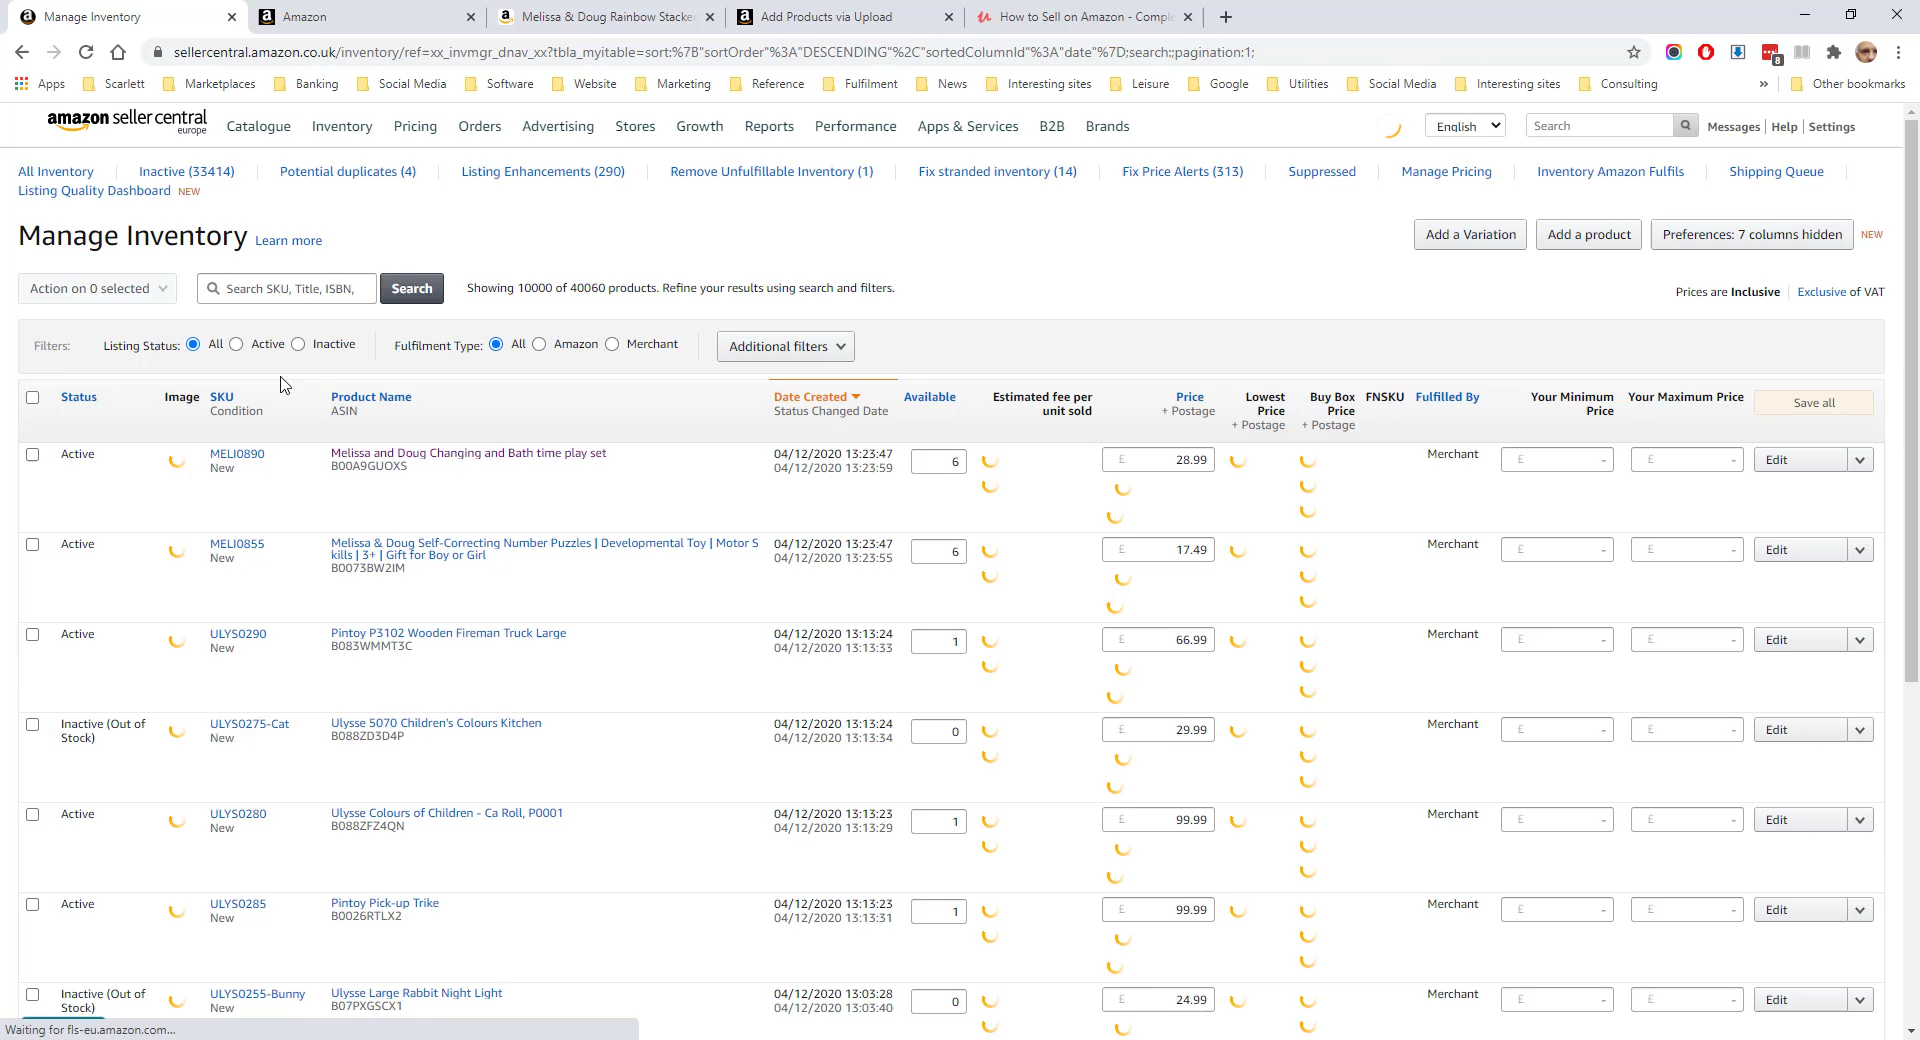 Manage Inventory
Amazon
Melissa & Doug Rainbow Stacker
Add Products via Upload
How to Sell on Amazon - Comple
sellercentral.amazon.co.uk/inventory/ref=xx_invmgr_dnav_xx?tbla_myitable=sort:%7B"sortOrder"%3A"DESCENDING"%2C"sortedColumnId"%3A"date"%7D;search:;pagination:1;
8
Apps Scarlett Marketplaces Banking Social Media Software Website Marketing Reference Fulfilment News Interesting sites Leisure Google Utilities Social Media Interesting sites Consulting » Other bookmarks
amazon seller central
europe
Catalogue Inventory Pricing Orders Advertising Stores Growth Reports Performance Apps & Services B2B Brands
English Search Messages | Help | Settings
All Inventory Inactive (33414) Potential duplicates (4) Listing Enhancements (290) Remove Unfulfillable Inventory (1) Fix stranded inventory (14) Fix Price Alerts (313) Suppressed Manage Pricing Inventory Amazon Fulfils Shipping Queue
Listing Quality Dashboard NEW
Manage Inventory Learn more
Add a Variation Add a product Preferences: 7 columns hidden NEW
Action on 0 selected Search SKU, Title, ISBN, Search Showing 10000 of 40060 products. Refine your results using search and filters.
Prices are Inclusive Exclusive of VAT
Filters: Listing Status: All Active Inactive Fulfilment Type: All Amazon Merchant Additional filters
Status Image SKU Product Name Date Created Available Estimated fee per Price Lowest Buy Box FNSKU Fulfilled By Your Minimum Your Maximum Price Save all
Condition ASIN Status Changed Date unit sold + Postage Price Price Price
+ Postage + Postage
Active MELI0890 Melissa and Doug Changing and Bath time play set 04/12/2020 13:23:47 6 £ 28.99 Merchant £ - £ - Edit
New B00A9GUOXS 04/12/2020 13:23:59
Active MELI0855 Melissa & Doug Self-Correcting Number Puzzles | Developmental Toy | Motor S 04/12/2020 13:23:47 6 £ 17.49 Merchant £ - £ - Edit
New kills | 3+ | Gift for Boy or Girl 04/12/2020 13:23:55
B0073BW2IM
Active ULYS0290 Pintoy P3102 Wooden Fireman Truck Large 04/12/2020 13:13:24 1 £ 66.99 Merchant £ - £ - Edit
New B083WMMT3C 04/12/2020 13:13:33
Inactive (Out of ULYS0275-Cat Ulysse 5070 Children's Colours Kitchen 04/12/2020 13:13:24 0 £ 29.99 Merchant £ - £ - Edit
Stock) New B088ZD3D4P 04/12/2020 13:13:34
Active ULYS0280 Ulysse Colours of Children - Ca Roll, P0001 04/12/2020 13:13:23 1 £ 99.99 Merchant £ - £ - Edit
New B088ZFZ4QN 04/12/2020 13:13:29
Active ULYS0285 Pintoy Pick-up Trike 04/12/2020 13:13:23 1 £ 99.99 Merchant £ - £ - Edit
New B0026RTLX2 04/12/2020 13:13:31
Inactive (Out of ULYS0255-Bunny Ulysse Large Rabbit Night Light 04/12/2020 13:03:28 0 £ 24.99 Merchant £ - £ - Edit
Stock) New B07PXGSCX1 04/12/2020 13:03:40
Waiting for fls-eu.amazon.com...